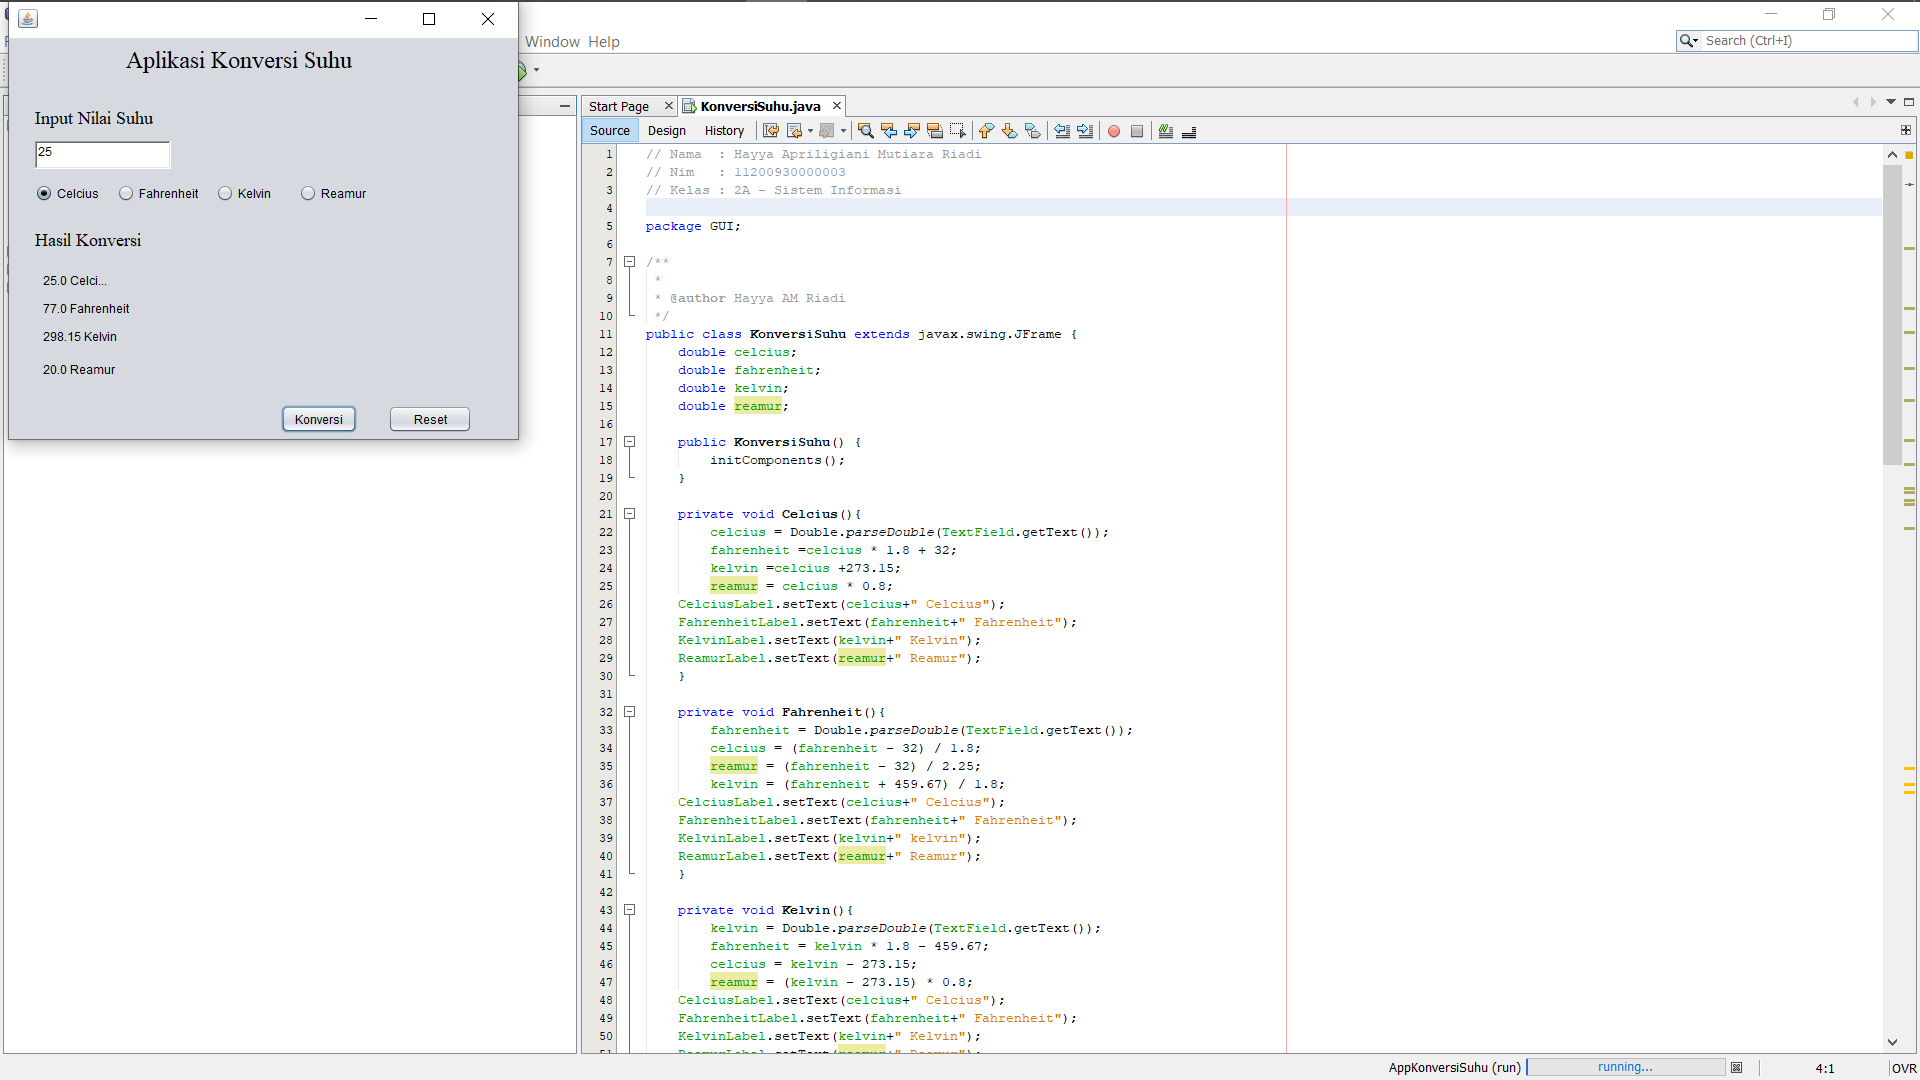 Aplikasi Konversi Suhu
Input Nilai Suhu
25
Celcius Fahrenheit Kelvin Reamur
Hasil Konversi
25.0 Celci...
77.0 Fahrenheit
298.15 Kelvin
20.0 Reamur
Konversi Reset
Window Help
Search (Ctrl+I)
Start Page KonversiSuhu.java
Source Design History
1 // Nama  : Hayya Apriligiani Mutiara Riadi
2 // Nim   : 11200930000003
3 // Kelas : 2A - Sistem Informasi
4
5 package GUI;
6
7 /**
8  *
9  * @author Hayya AM Riadi
10  */
11 public class KonversiSuhu extends javax.swing.JFrame {
12     double celcius;
13     double fahrenheit;
14     double kelvin;
15     double reamur;
16
17     public KonversiSuhu() {
18         initComponents();
19     }
20
21     private void Celcius(){
22         celcius = Double.parseDouble(TextField.getText());
23         fahrenheit =celcius * 1.8 + 32;
24         kelvin =celcius +273.15;
25         reamur = celcius * 0.8;
26     CelciusLabel.setText(celcius+" Celcius");
27     FahrenheitLabel.setText(fahrenheit+" Fahrenheit");
28     KelvinLabel.setText(kelvin+" Kelvin");
29     ReamurLabel.setText(reamur+" Reamur");
30     }
31
32     private void Fahrenheit(){
33         fahrenheit = Double.parseDouble(TextField.getText());
34         celcius = (fahrenheit - 32) / 1.8;
35         reamur = (fahrenheit - 32) / 2.25;
36         kelvin = (fahrenheit + 459.67) / 1.8;
37     CelciusLabel.setText(celcius+" Celcius");
38     FahrenheitLabel.setText(fahrenheit+" Fahrenheit");
39     KelvinLabel.setText(kelvin+" kelvin");
40     ReamurLabel.setText(reamur+" Reamur");
41     }
42
43     private void Kelvin(){
44         kelvin = Double.parseDouble(TextField.getText());
45         fahrenheit = kelvin * 1.8 - 459.67;
46         celcius = kelvin - 273.15;
47         reamur = (kelvin - 273.15) * 0.8;
48     CelciusLabel.setText(celcius+" Celcius");
49     FahrenheitLabel.setText(fahrenheit+" Fahrenheit");
50     KelvinLabel.setText(kelvin+" Kelvin");
AppKonversiSuhu (run) running... 4:1 OVR